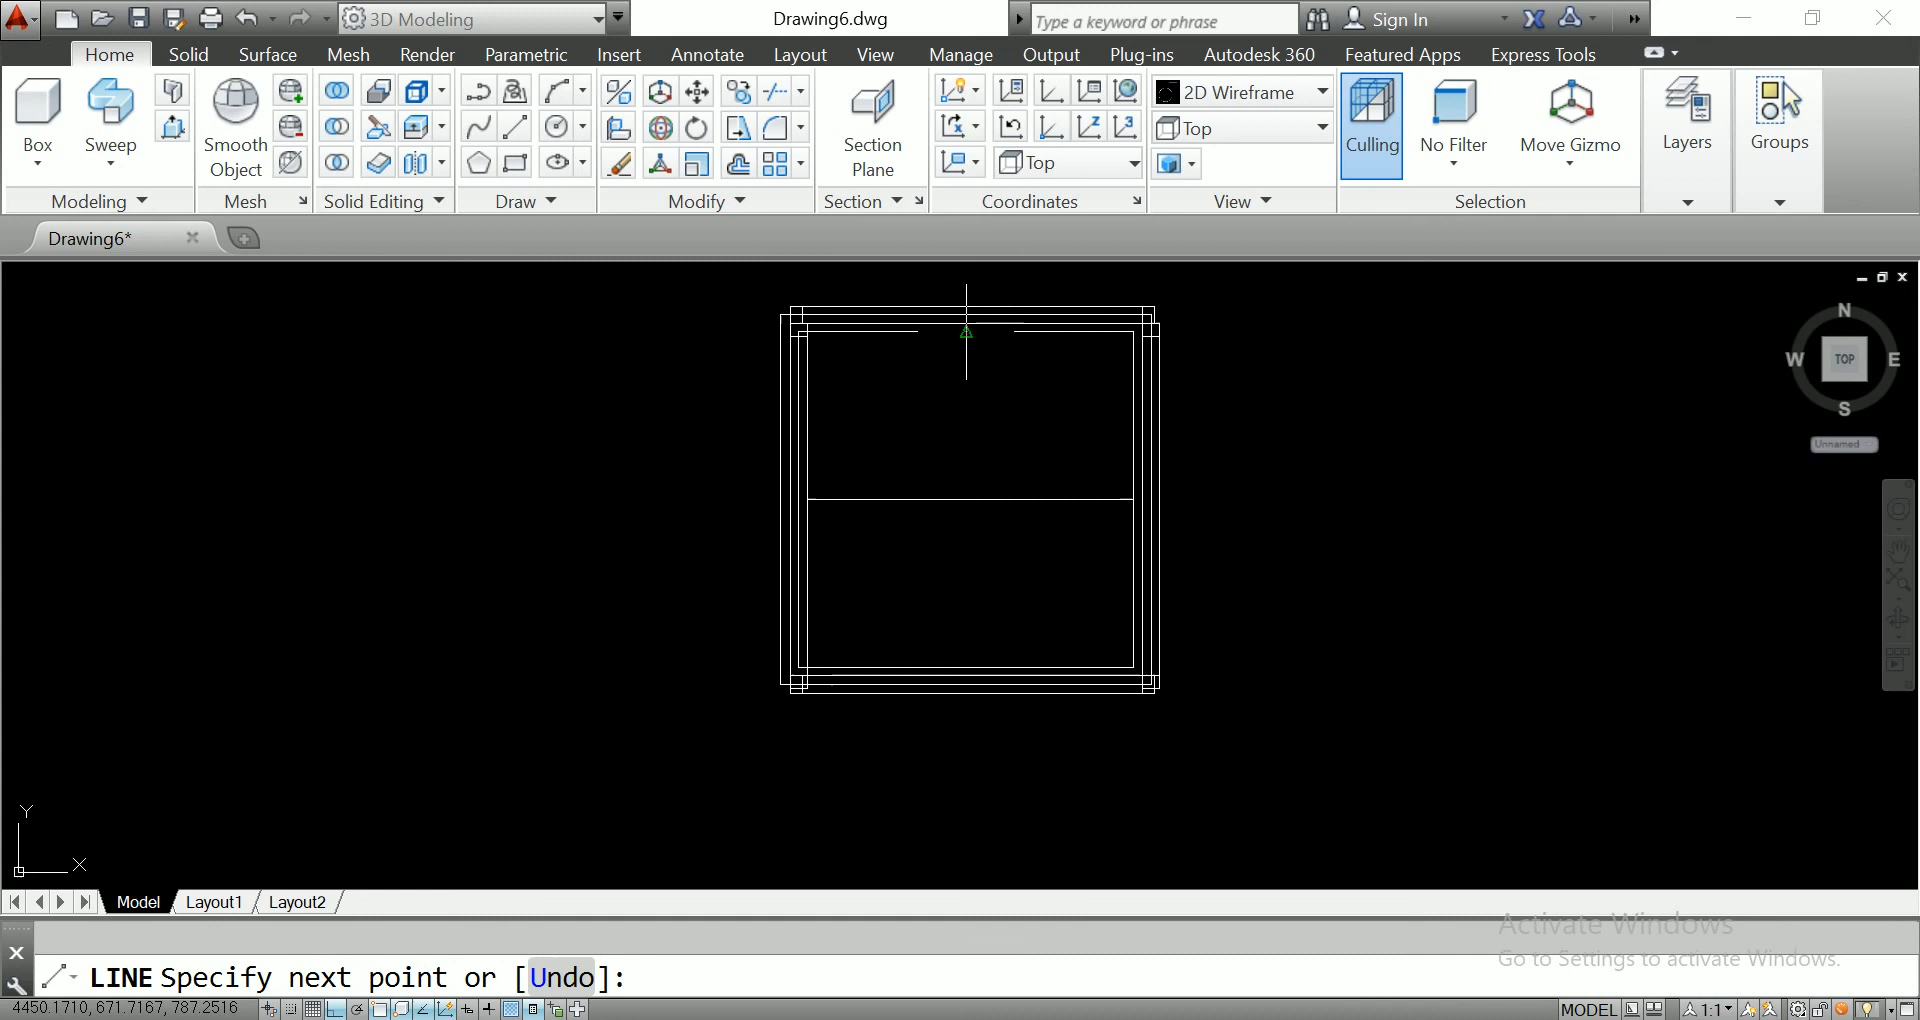 3D Modeling Drawing6.dwg Type a keyword or phrase Sign In
Home Solid Surface Mesh Render Parametric Insert Annotate Layout View Manage Output Plug-ins Autodesk 360 Featured Apps Express Tools
2D Wireframe
Top
Box Sweep Smooth Object Section Plane Top Culling No Filter Move Gizmo Layers Groups
Modeling Mesh Solid Editing Draw Modify Section Coordinates View Selection
Drawing6*
N
W TOP E
S
Unnamed
Y
X
Model Layout1 Layout2
Activate Windows
Go to Settings to activate Windows.
LINE Specify next point or [Undo]:
4450.1710, 671.7167, 787.2516 MODEL 1:1